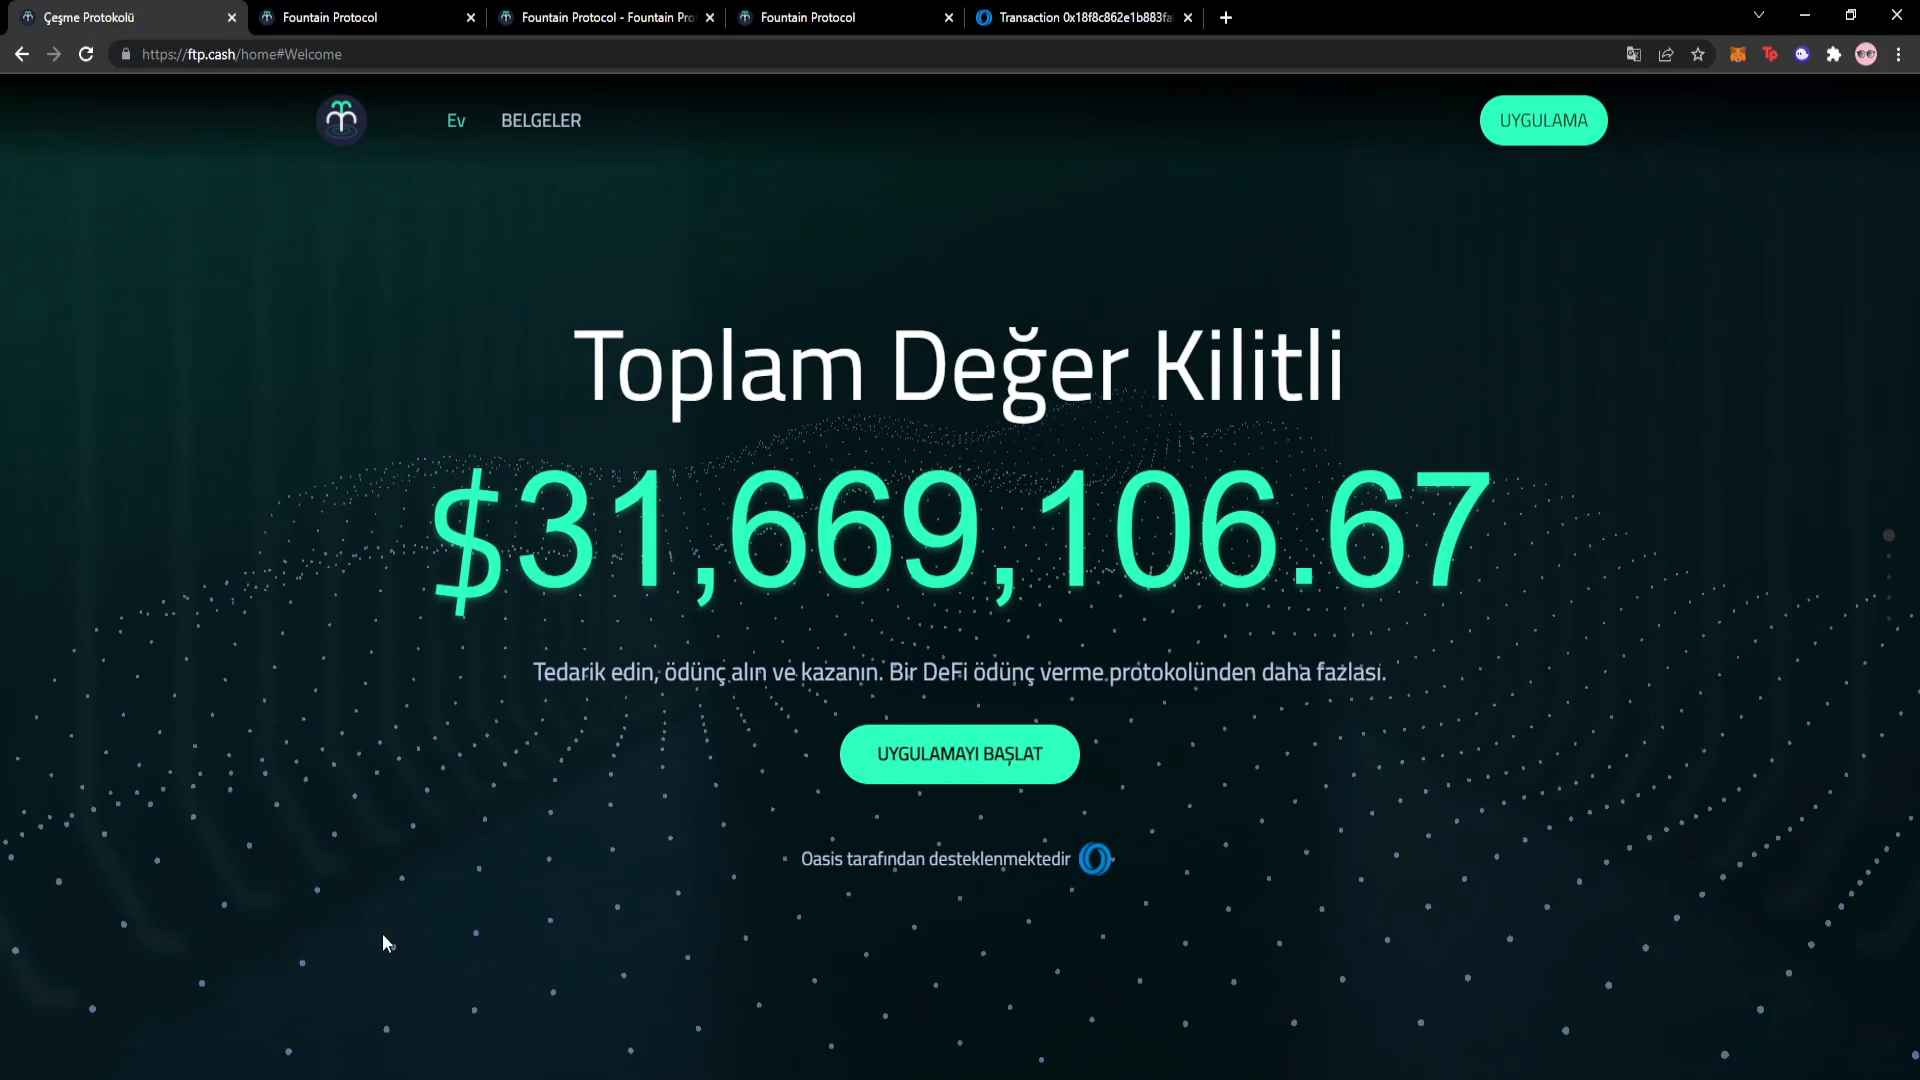 Çeşme Protokolü
Fountain Protocol
Fountain Protocol - Fountain Pro
Fountain Protocol
Transaction 0x18f8c862e1b883fa
https://ftp.cash/home#Welcome
Ev
BELGELER
UYGULAMA
Toplam Değer Kilitli
$31,669,106.67
Tedarik edin, ödünç alın ve kazanın. Bir DeFi ödünç verme protokolünden daha fazlası.
UYGULAMAYI BAŞLAT
Oasis tarafından desteklenmektedir